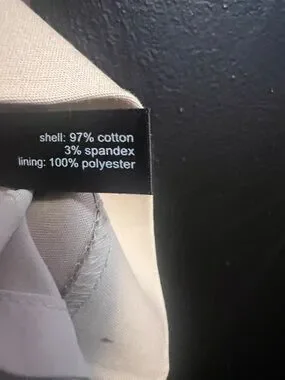 shell: 97% cotton
3% spandex
lining: 100% polyester